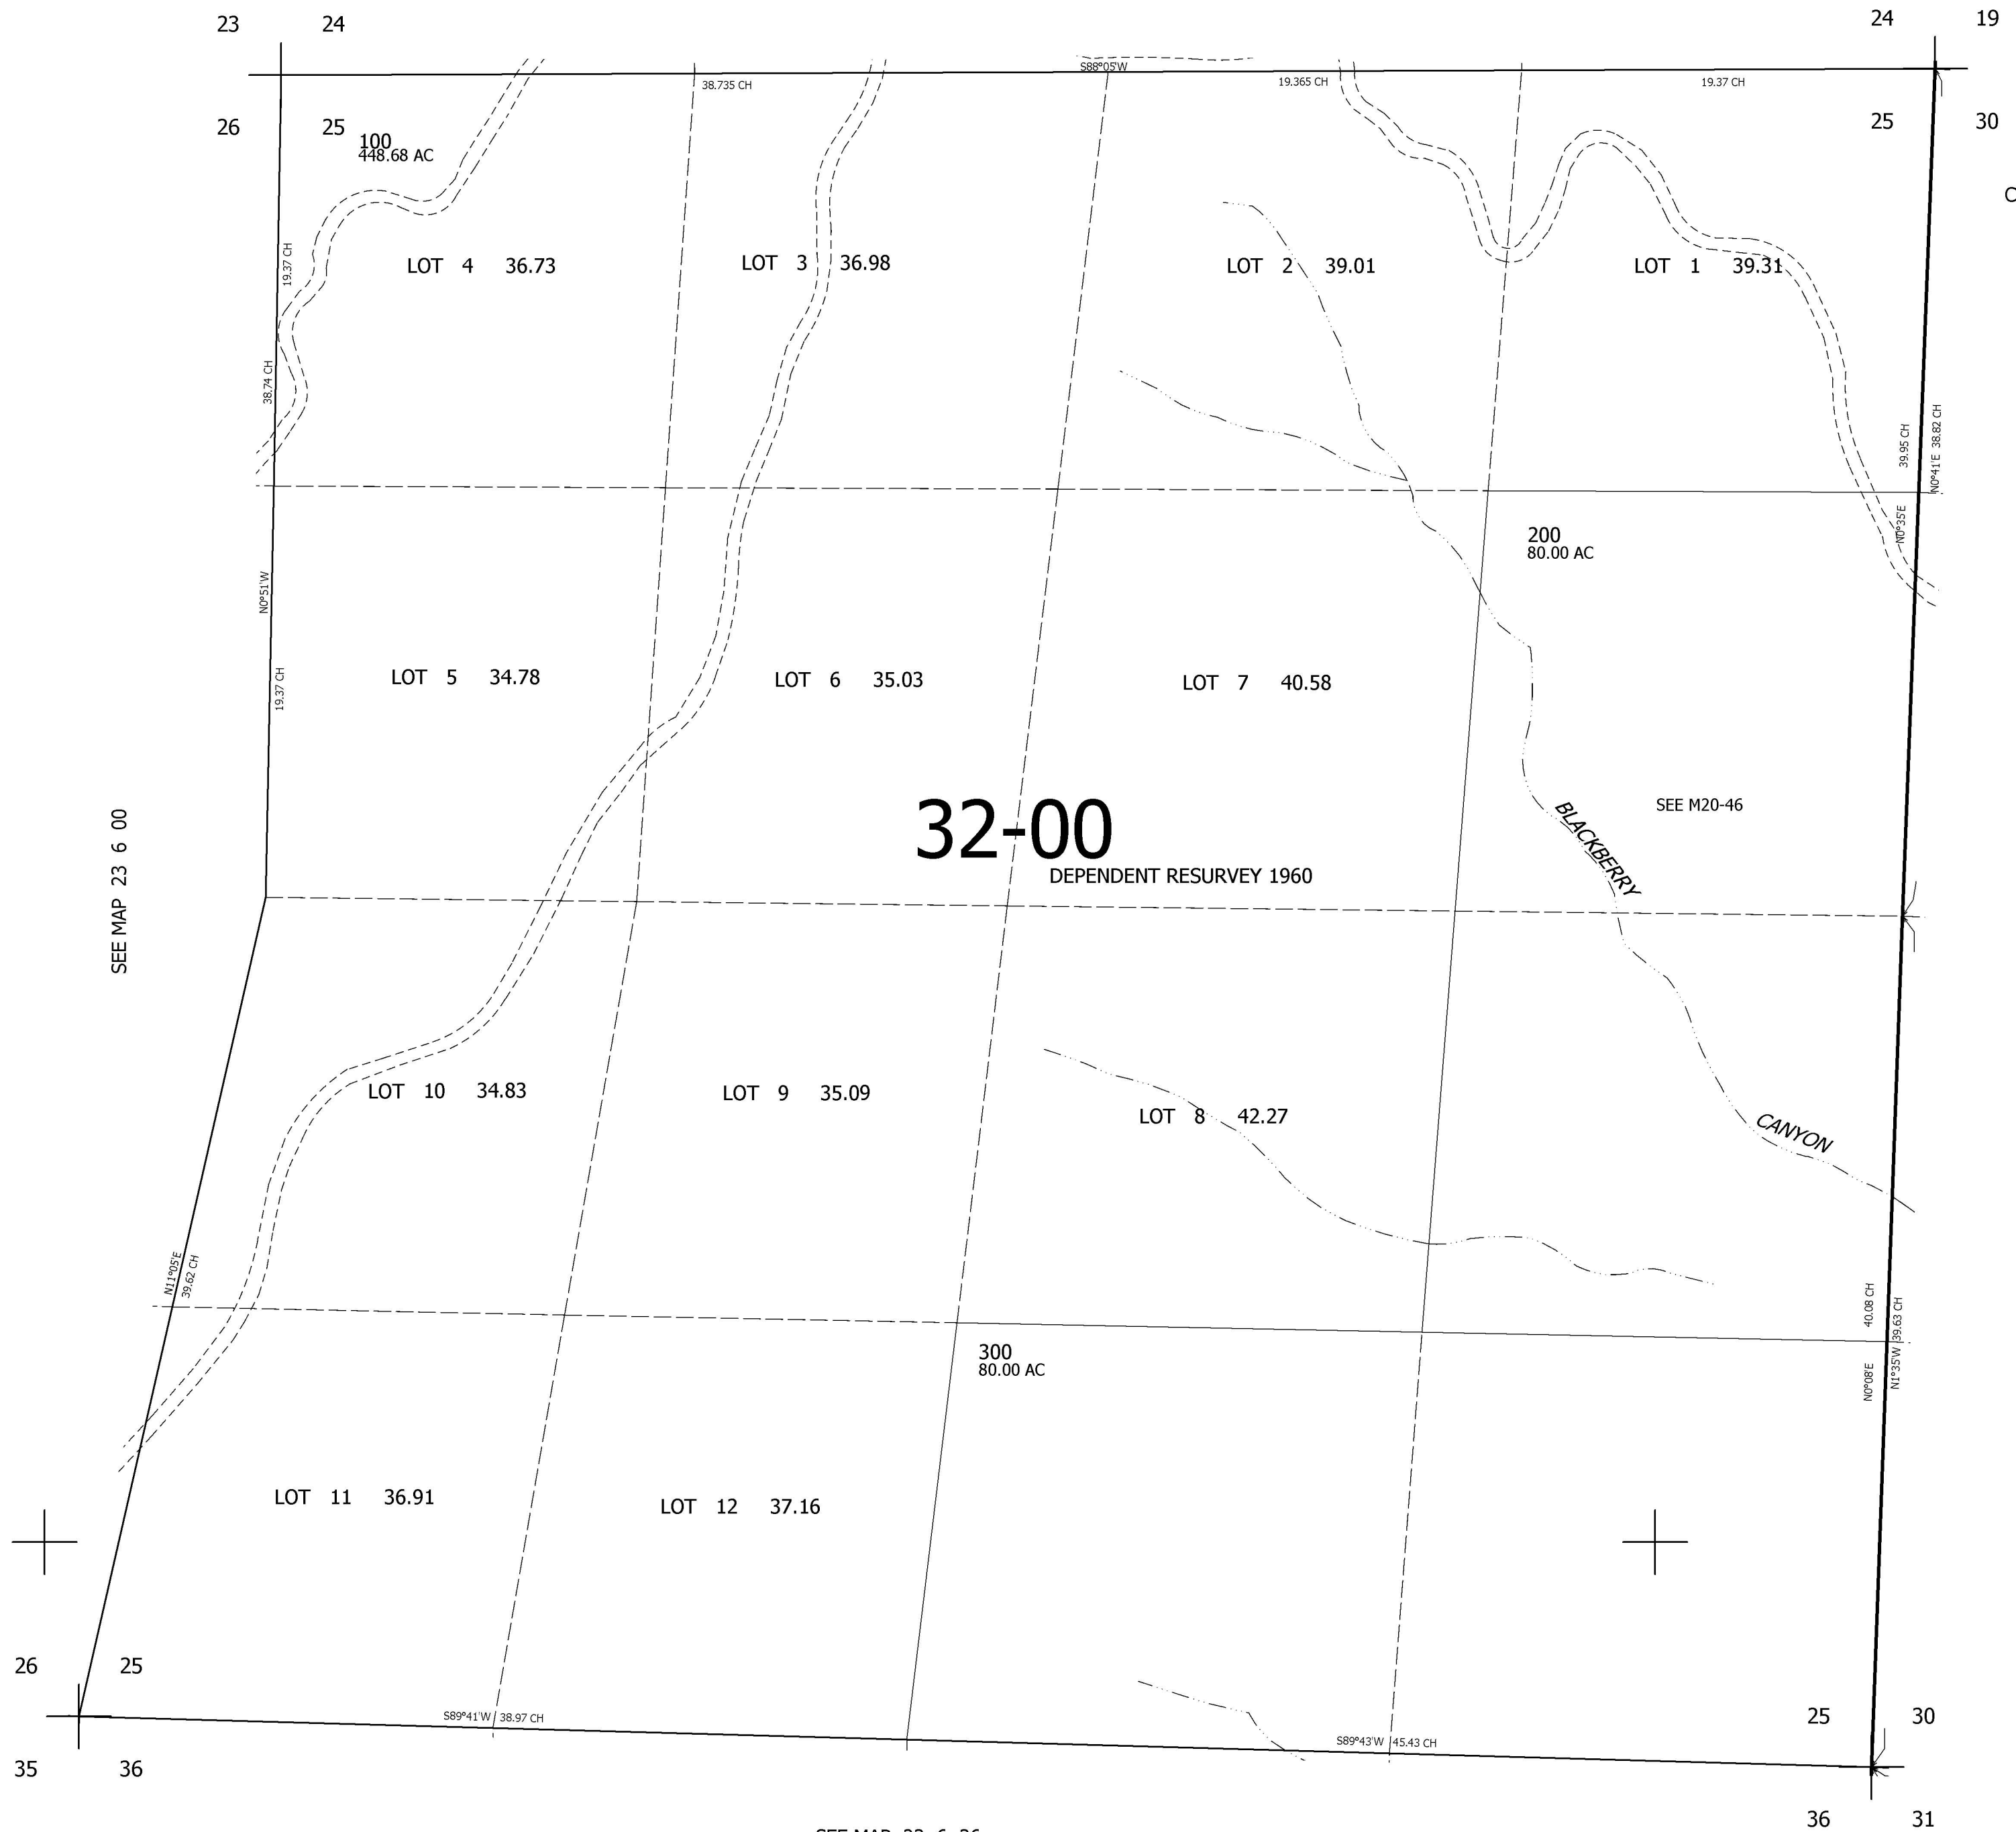 23 24 24 19
S88°05'W
38.735 CH 19.365 CH 19.37 CH
26 25 25 30
100
448.68 AC
19.37 CH
LOT 4 36.73 LOT 3 36.98 LOT 2 39.01 LOT 1 39.31
38.74 CH
39.95 CH
N0°41'E 38.82 CH
N0°35'E
200
80.00 AC
N0°51'W
19.37 CH
LOT 5 34.78 LOT 6 35.03 LOT 7 40.58
32-00
DEPENDENT RESURVEY 1960
SEE M20-46
BLACKBERRY
CANYON
SEE MAP 23 6 00
LOT 10 34.83 LOT 9 35.09 LOT 8 42.27
N11°05'E
39.62 CH
40.08 CH
N0°08'E
N1°35'W 39.63 CH
300
80.00 AC
LOT 11 36.91 LOT 12 37.16
26 25 25 30
S89°41'W 38.97 CH
S89°43'W 45.43 CH
35 36 36 31